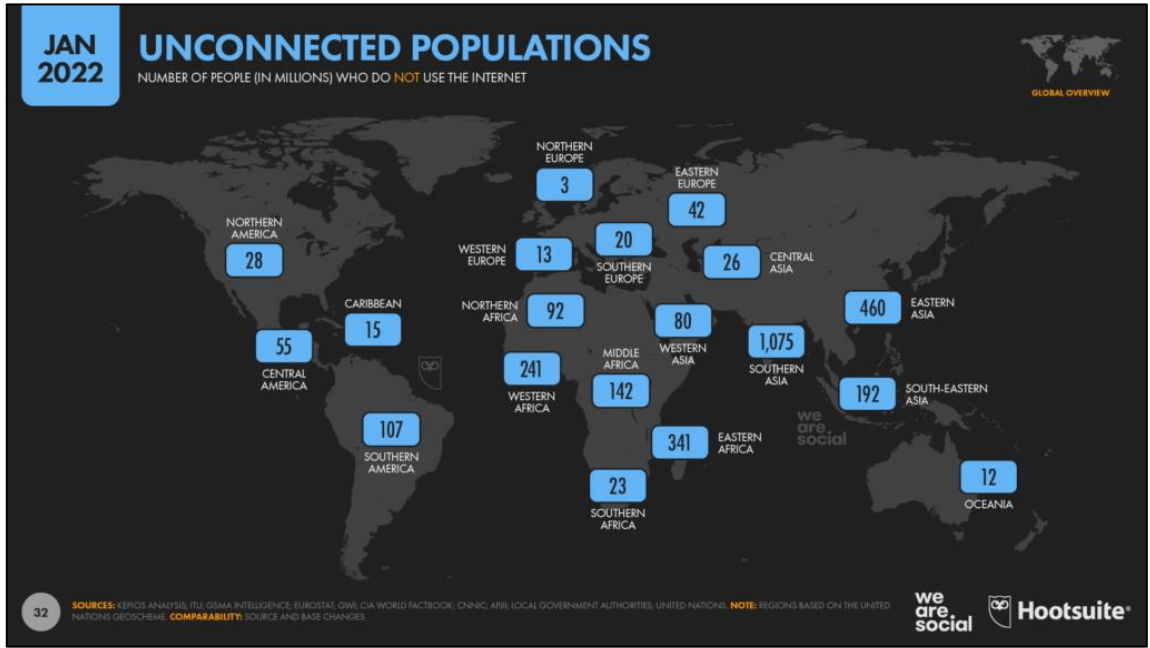 JAN
2022
UNCONNECTED POPULATIONS
NUMBER OF PEOPLE (IN MILLIONS) WHO DO NOT USE THE INTERNET
GLOBAL OVERVIEW
NORTHERN
EUROPE
3
EASTERN
EUROPE
42
NORTHERN
AMERICA
28
WESTERN
EUROPE
13
20
SOUTHERN
EUROPE
26
CENTRAL
ASIA
CARIBBEAN
15
NORTHERN
AFRICA
92
80
WESTERN
ASIA
460
EASTERN
ASIA
55
CENTRAL
AMERICA
241
WESTERN
AFRICA
MIDDLE
AFRICA
142
1,075
SOUTHERN
ASIA
192
SOUTH-EASTERN
ASIA
we
are
social
107
SOUTHERN
AMERICA
341
EASTERN
AFRICA
23
SOUTHERN
AFRICA
12
OCEANIA
32
SOURCES: KEPIOS ANALYSIS; ITU; GSMA INTELLIGENCE; EUROSTAT; GWI; CIA WORLD FACTBOOK; CNNIC; APJII; LOCAL GOVERNMENT AUTHORITIES; UNITED NATIONS. NOTE: REGIONS BASED ON THE UNITED
NATIONS GEOSCHEME. COMPARABILITY: SOURCE AND BASE CHANGES.
we
are
social
Hootsuite®